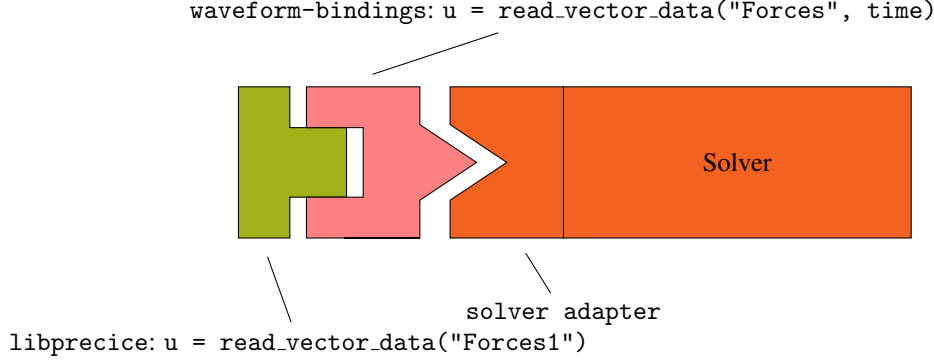 waveform-bindings: u = read_vector_data("Forces", time)
Solver
solver adapter
libprecice: u = read_vector_data("Forces1")